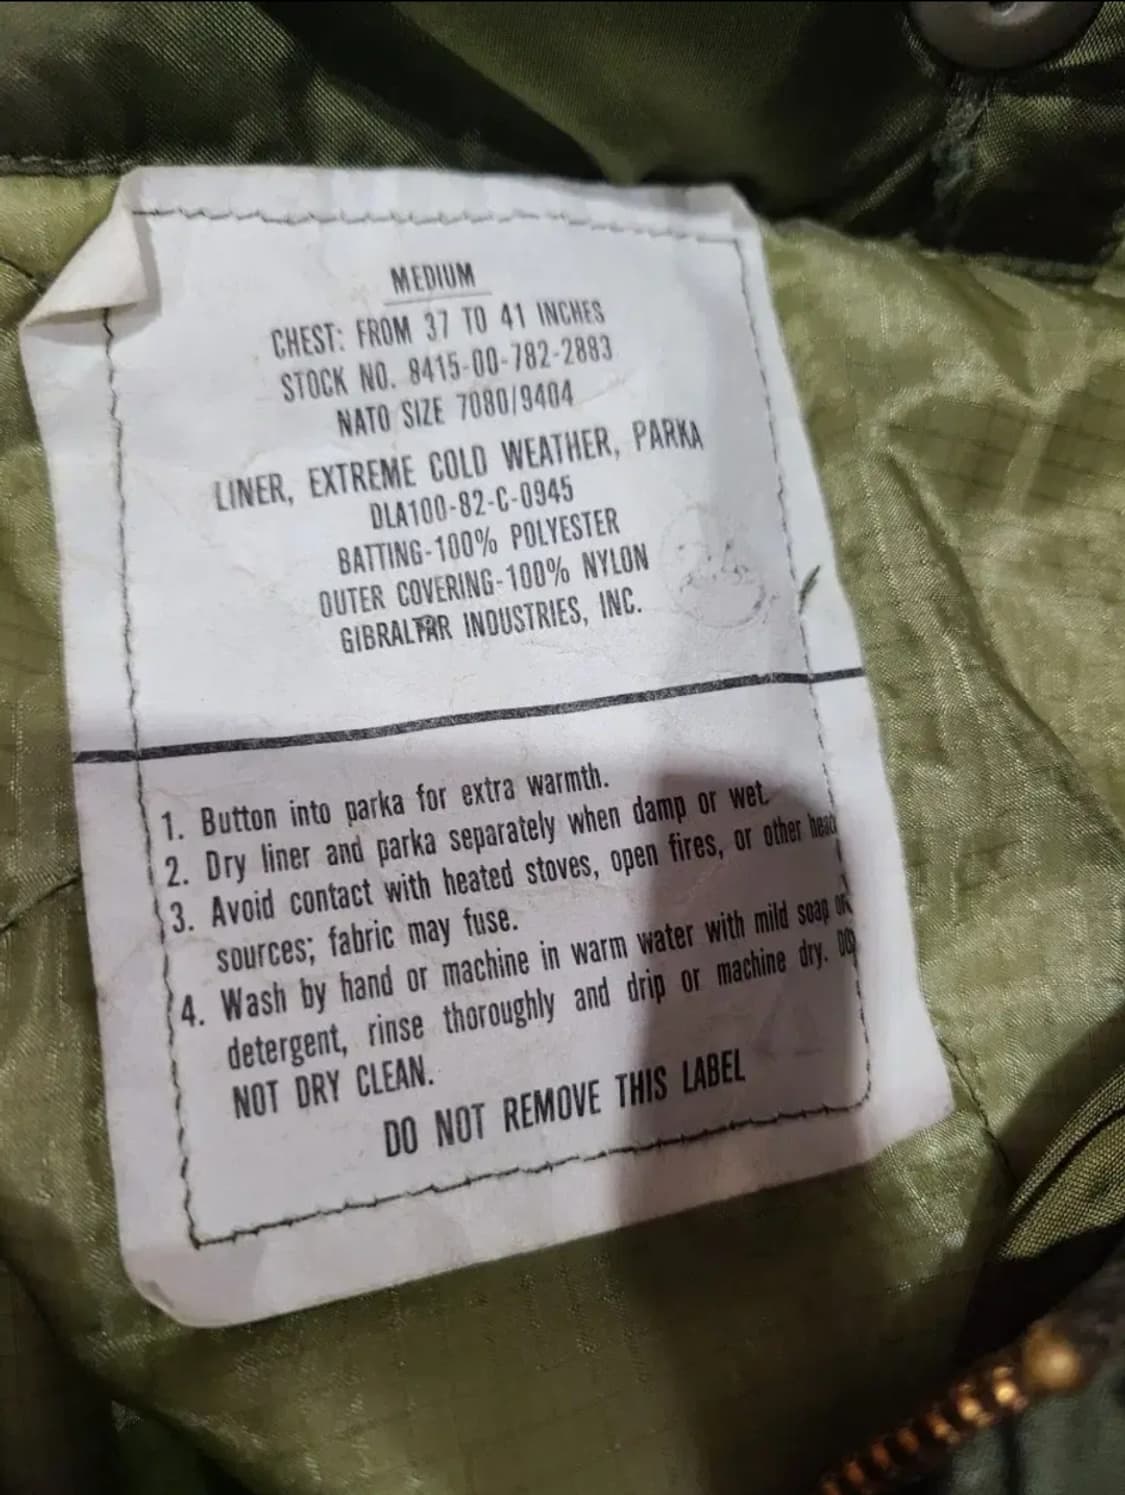 MEDIUM
CHEST: FROM 37 TO 41 INCHES
STOCK NO. 8415-00-782-2883
NATO SIZE 7080/9404
LINER, EXTREME COLD WEATHER, PARKA
DLA100-82-C-0945
BATTING-100% POLYESTER
OUTER COVERING-100% NYLON
GIBRALTAR INDUSTRIES, INC.
1. Button into parka for extra warmth.
2. Dry liner and parka separately when damp or wet.
3. Avoid contact with heated stoves, open fires, or other heat
sources; fabric may fuse.
4. Wash by hand or machine in warm water with mild soap or
detergent, rinse thoroughly and drip or machine dry. DO
NOT DRY CLEAN.
DO NOT REMOVE THIS LABEL